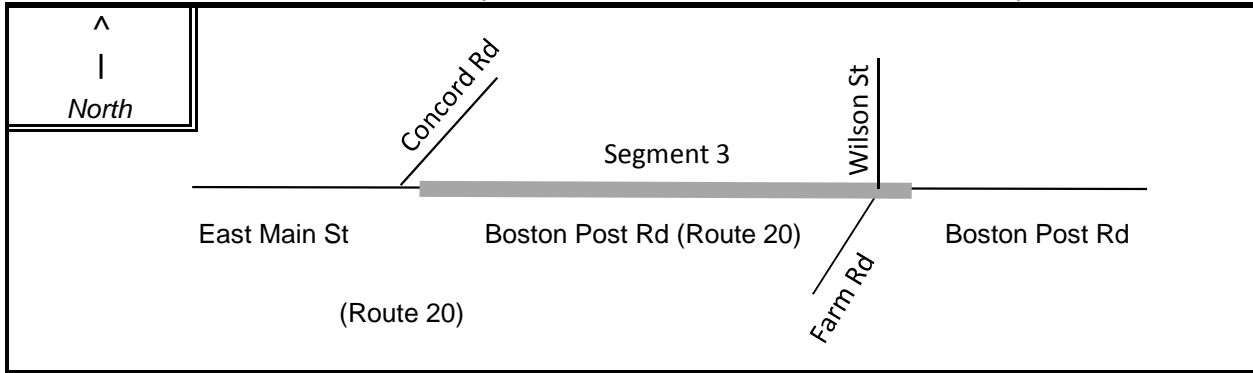 ^
|
North
Concord Rd
Wilson St
Segment 3
East Main St
Boston Post Rd (Route 20)
Boston Post Rd
Farm Rd
(Route 20)